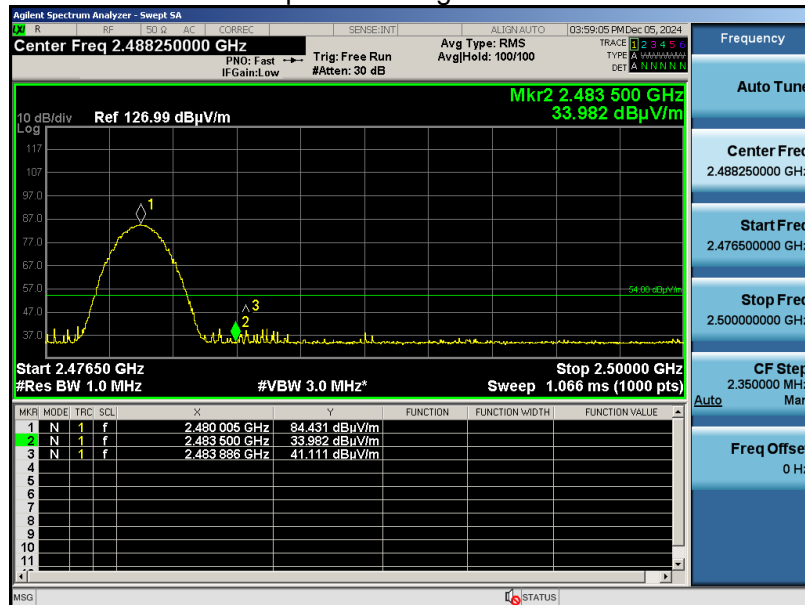 Agilent Spectrum Analyzer - Swept SA
R RF 50 Ω AC CORREC SENSE:INT ALIGN AUTO 03:59:05 PM Dec 05, 2024
Center Freq 2.488250000 GHz
PNO: Fast
IFGain:Low
Trig: Free Run
#Atten: 30 dB
Avg Type: RMS
Avg|Hold: 100/100
TRACE 1 2 3 4 5 6
TYPE A WWWWW
DET A N N N N N
Mkr2 2.483 500 GHz
33.982 dBµV/m
10 dB/div Ref 126.99 dBµV/m
Log
117
107
97.0
87.0
77.0
67.0
57.0
47.0
37.0
1
2
3
54.00 dBµV/m
Start 2.47650 GHz Stop 2.50000 GHz
#Res BW 1.0 MHz #VBW 3.0 MHz* Sweep 1.066 ms (1000 pts)
MKR MODE TRC SCL X Y FUNCTION FUNCTION WIDTH FUNCTION VALUE
1 N 1 f 2.480 005 GHz 84.431 dBµV/m
2 N 1 f 2.483 500 GHz 33.982 dBµV/m
3 N 1 f 2.483 886 GHz 41.111 dBµV/m
4
5
6
7
8
9
10
11
MSG STATUS
Frequency
Auto Tune
Center Freq
2.488250000 GHz
Start Freq
2.476500000 GHz
Stop Freq
2.500000000 GHz
CF Step
2.350000 MHz
Auto Man
Freq Offset
0 Hz